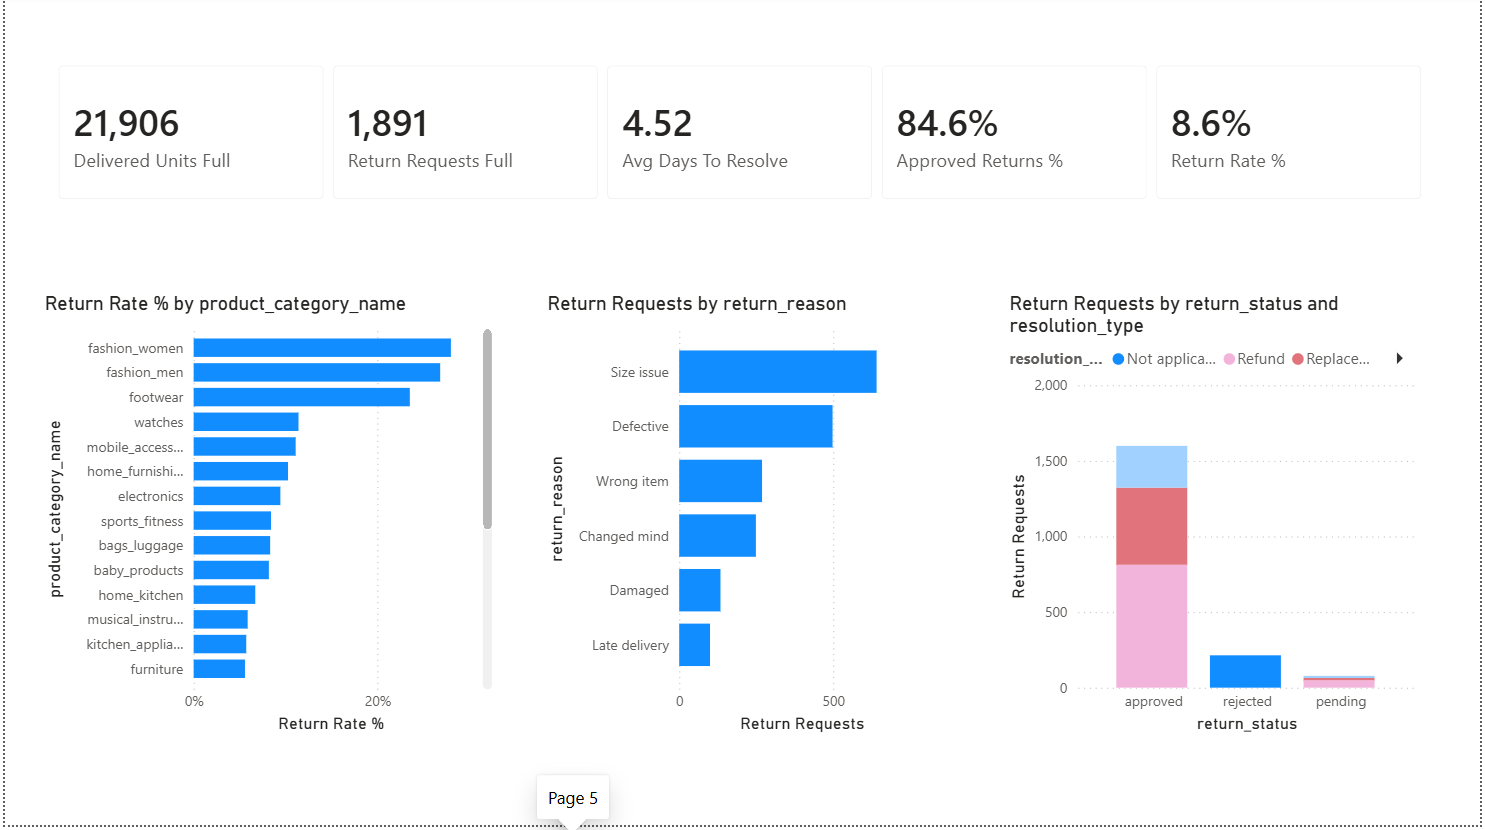 21,906
Delivered Units Full
1,891
Return Requests Full
4.52
Avg Days To Resolve
84.6%
Approved Returns %
8.6%
Return Rate %
Return Rate % by product_category_name
product_category_name
fashion_women
fashion_men
footwear
watches
mobile_access...
home_furnishi...
electronics
sports_fitness
bags_luggage
baby_products
home_kitchen
musical_instru...
kitchen_applia...
furniture
0%
20%
Return Rate %
Return Requests by return_reason
return_reason
Size issue
Defective
Wrong item
Changed mind
Damaged
Late delivery
0
500
Return Requests
Return Requests by return_status and
resolution_type
resolution_...
Not applica...
Refund
Replace...
Return Requests
2,000
1,500
1,000
500
0
approved
rejected
pending
return_status
Page 5